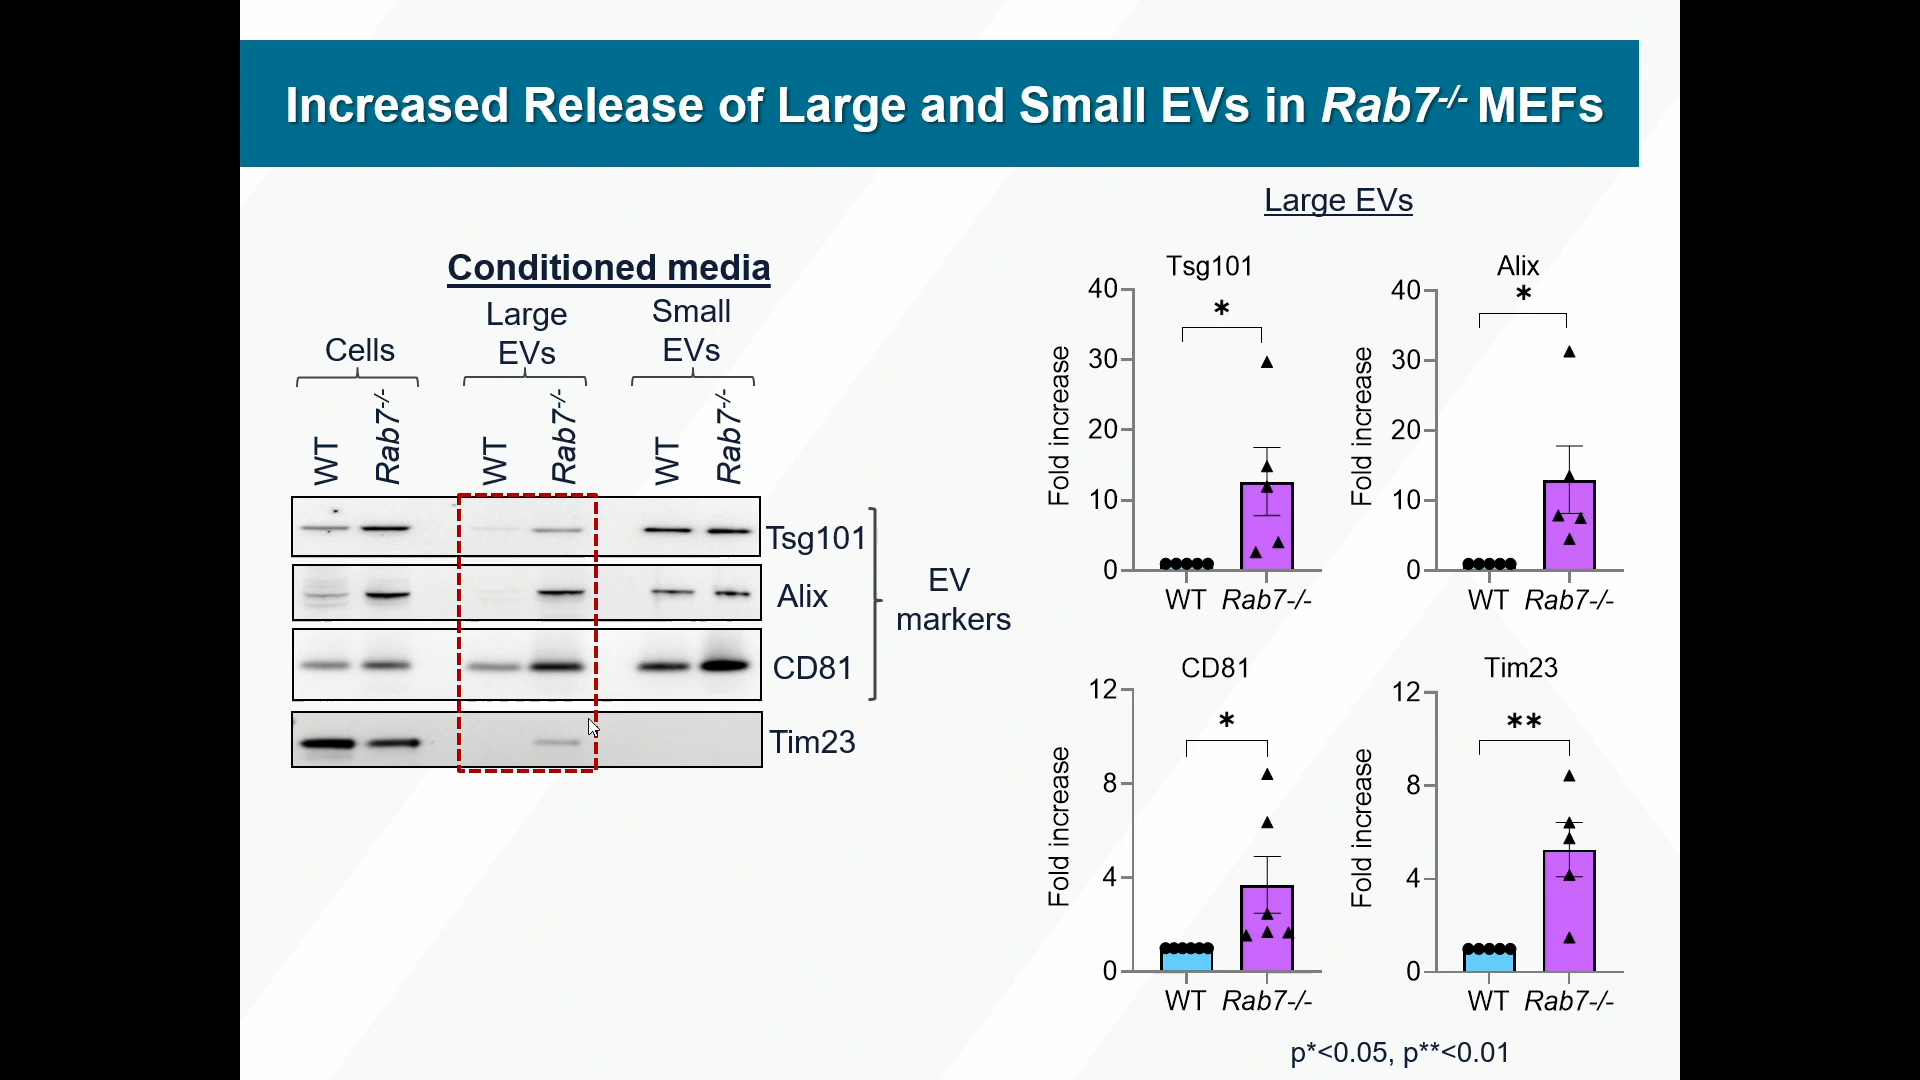 Increased Release of Large and Small EVs in Rab7-/- MEFs
Conditioned media
Cells
Large
EVs
Small
EVs
WT
Rab7-/-
WT
Rab7-/-
WT
Rab7-/-
Tsg101
Alix
CD81
Tim23
EV
markers
Large EVs
Tsg101
*
Fold increase
40
30
20
10
0
WT Rab7-/-
Alix
*
Fold increase
40
30
20
10
0
WT Rab7-/-
CD81
*
Fold increase
12
8
4
0
WT Rab7-/-
Tim23
**
Fold increase
12
8
4
0
WT Rab7-/-
p*<0.05, p**<0.01